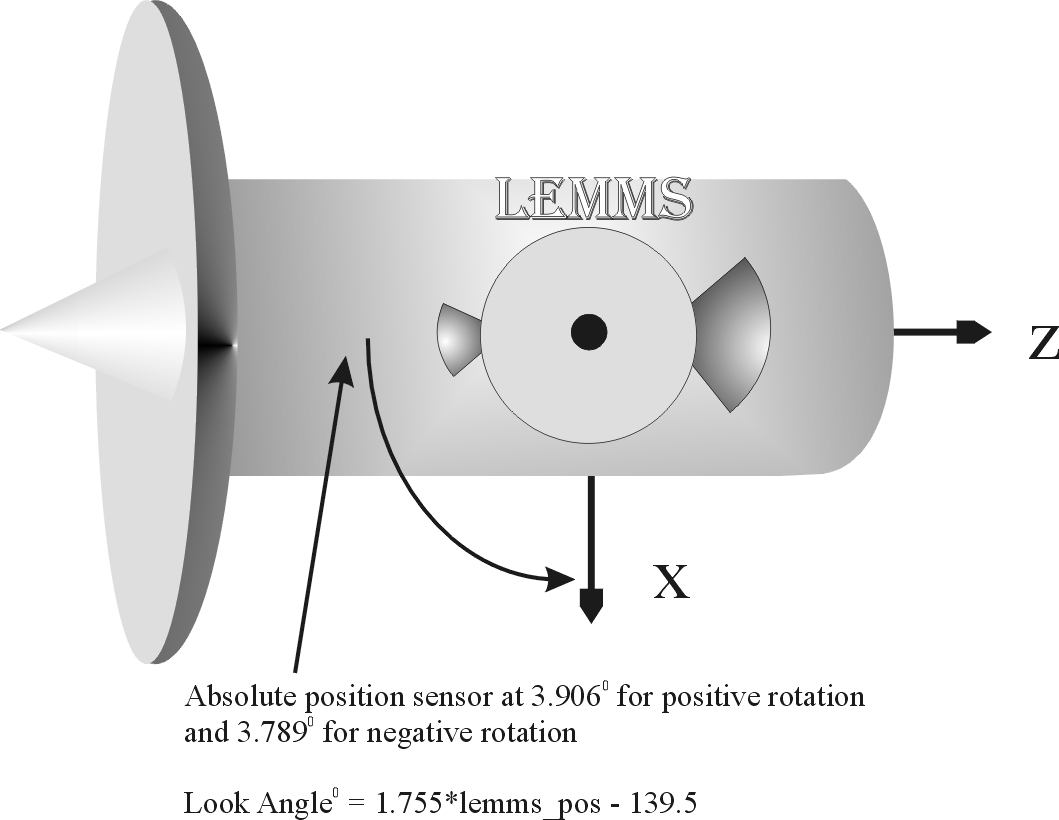 LEMMS
Z
X
Absolute position sensor at 3.906⁰ for positive rotation
and 3.789⁰ for negative rotation
Look Angle⁰ = 1.755*lemms_pos - 139.5